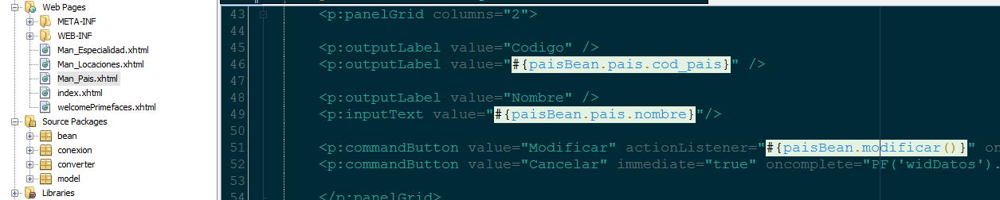 Web Pages
META-INF
WEB-INF
Man_Especialidad.xhtml
Man_Locaciones.xhtml
Man_Pais.xhtml
index.xhtml
welcomePrimefaces.xhtml
Source Packages
bean
conexion
converter
model
Libraries
43 <p:panelGrid columns="2">
44
45 <p:outputLabel value="Codigo" />
46 <p:outputLabel value="#{paisBean.pais.cod_pais}" />
47
48 <p:outputLabel value="Nombre" />
49 <p:inputText value="#{paisBean.pais.nombre}"/>
50
51 <p:commandButton value="Modificar" actionListener="#{paisBean.modificar()}" on
52 <p:commandButton value="Cancelar" immediate="true" oncomplete="PF('widDatos').
53
54 </p:panelGrid>